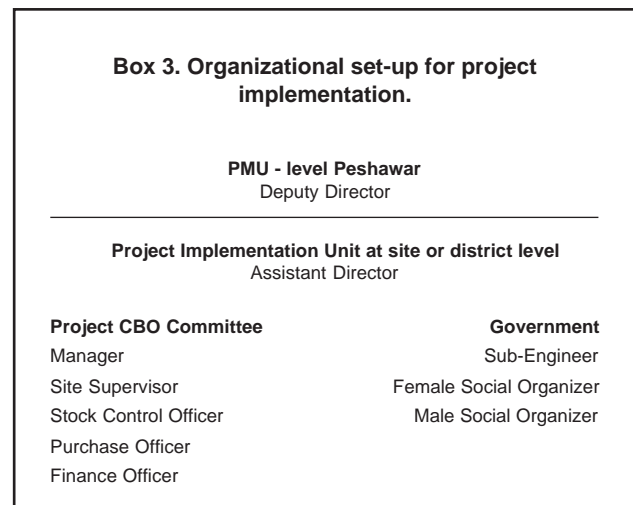 Box 3. Organizational set-up for project
implementation.
PMU - level Peshawar
Deputy Director
Project Implementation Unit at site or district level
Assistant Director
Project CBO Committee
Manager
Site Supervisor
Stock Control Officer
Purchase Officer
Finance Officer
Government
Sub-Engineer
Female Social Organizer
Male Social Organizer